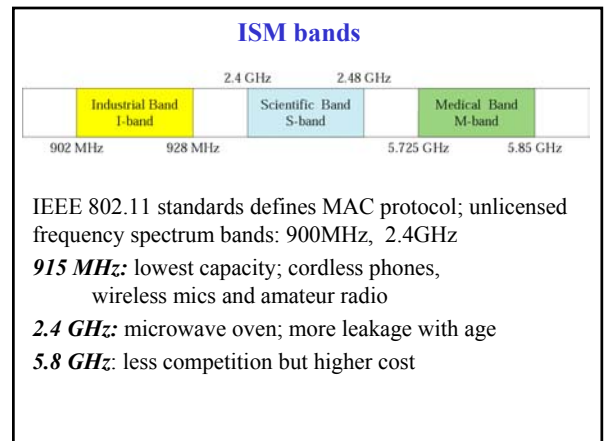 ISM bands
2.4 GHz 2.48 GHz
Industrial Band Scientific Band Medical Band
I-band S-band M-band
902 MHz 928 MHz 5.725 GHz 5.85 GHz
IEEE 802.11 standards defines MAC protocol; unlicensed
frequency spectrum bands: 900MHz, 2.4GHz
915 MHz: lowest capacity; cordless phones,
wireless mics and amateur radio
2.4 GHz: microwave oven; more leakage with age
5.8 GHz: less competition but higher cost